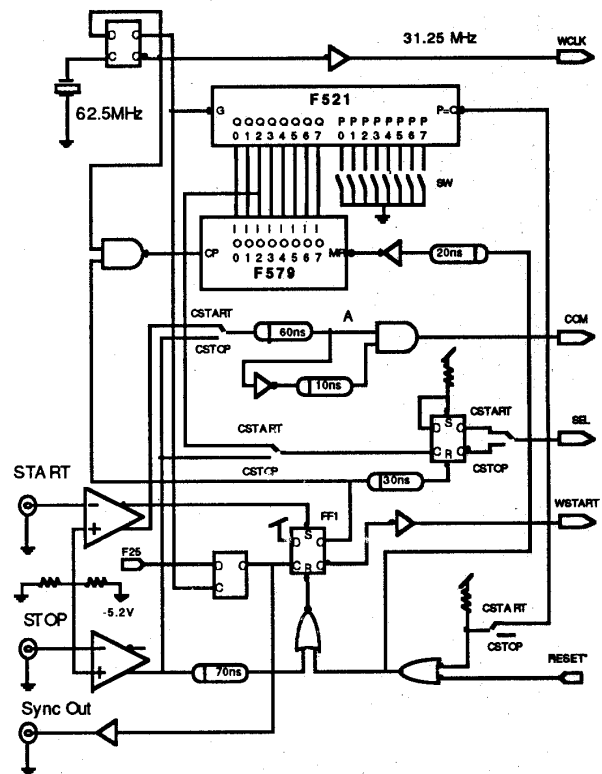 31.25 MHz
WCLK
62.5MHz
F521
G
P=Q
Q Q Q Q Q Q Q Q P P P P P P P P
0 1 2 3 4 5 6 7 0 1 2 3 4 5 6 7
SW
I I I I I I I I
CP O O O O O O O O MR
0 1 2 3 4 5 6 7
F579
20ns
CSTART
60ns
A
COM
CSTOP
10ns
CSTART
S
CSTART
SEL
R
CSTOP
CSTOP
30ns
START
S
FF1
WSTART
F25
C
R
-5.2V
STOP
CSTART
CSTOP
RESET*
70ns
Sync Out